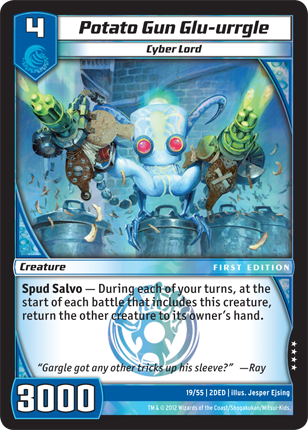 4
Potato Gun Glu-urrgle
Cyber Lord
Creature
FIRST EDITION
Spud Salvo — During each of your turns, at the
start of each battle that includes this creature,
return the other creature to its owner's hand.
"Gargle got any other tricks up his sleeve?" —Ray
3000
19/55 | 2DED | illus. Jesper Ejsing
TM & © 2012 Wizards of the Coast/Shogakukan/Mitsui-Kids.